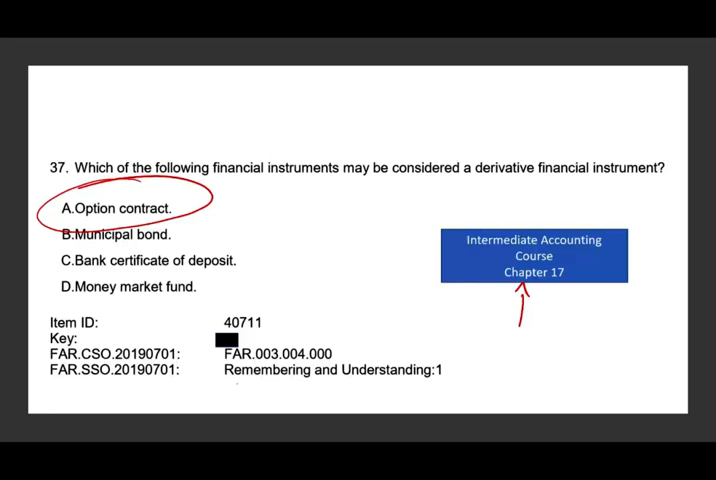 37. Which of the following financial instruments may be considered a derivative financial instrument?
A.Option contract.
B.Municipal bond.
C.Bank certificate of deposit.
D.Money market fund.
Intermediate Accounting
Course
Chapter 17
Item ID: 40711
Key:
FAR.CSO.20190701: FAR.003.004.000
FAR.SSO.20190701: Remembering and Understanding:1